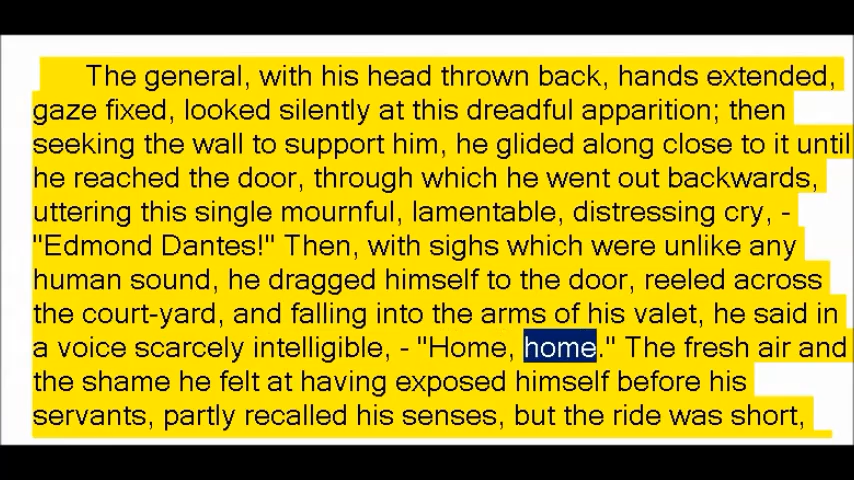 The general, with his head thrown back, hands extended,
gaze fixed, looked silently at this dreadful apparition; then
seeking the wall to support him, he glided along close to it until
he reached the door, through which he went out backwards,
uttering this single mournful, lamentable, distressing cry, -
"Edmond Dantes!" Then, with sighs which were unlike any
human sound, he dragged himself to the door, reeled across
the court-yard, and falling into the arms of his valet, he said in
a voice scarcely intelligible, - "Home, home." The fresh air and
the shame he felt at having exposed himself before his
servants, partly recalled his senses, but the ride was short,